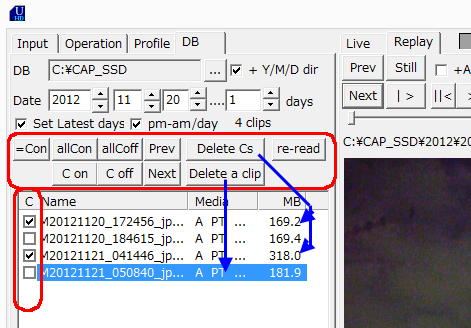 U
HD
Input Operation Profile DB
Live Replay
DB C:¥CAP_SSD ... + Y/M/D dir
Prev Still +A
Date 2012 11 20 .... 1 days
Next | > ||< >
Set Latest days pm-am/day 4 clips
C:¥CAP_SSD¥2012¥20
=Con allCon allCoff Prev Delete Cs re-read
C on C off Next Delete a clip
C Name Media MB
M20121120_172456_jp... A PT ... 169.2
M20121120_184615_jp... A PT ... 169.4
M20121121_041446_jp... A PT ... 318.0
M20121121_050840_jp... A PT ... 181.9